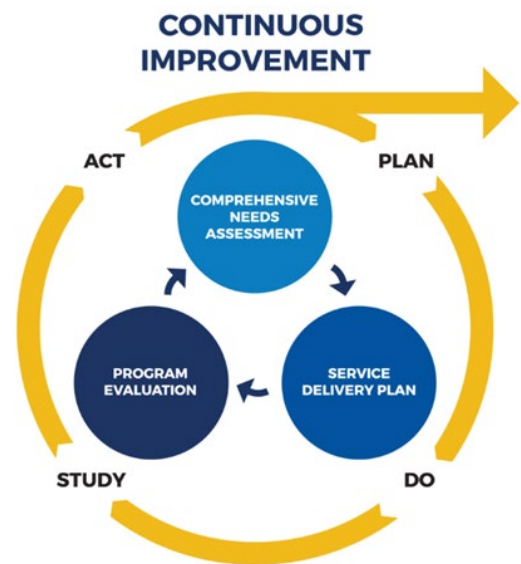 CONTINUOUS
IMPROVEMENT
ACT
PLAN
COMPREHENSIVE
NEEDS
ASSESSMENT
PROGRAM
EVALUATION
SERVICE
DELIVERY PLAN
STUDY
DO